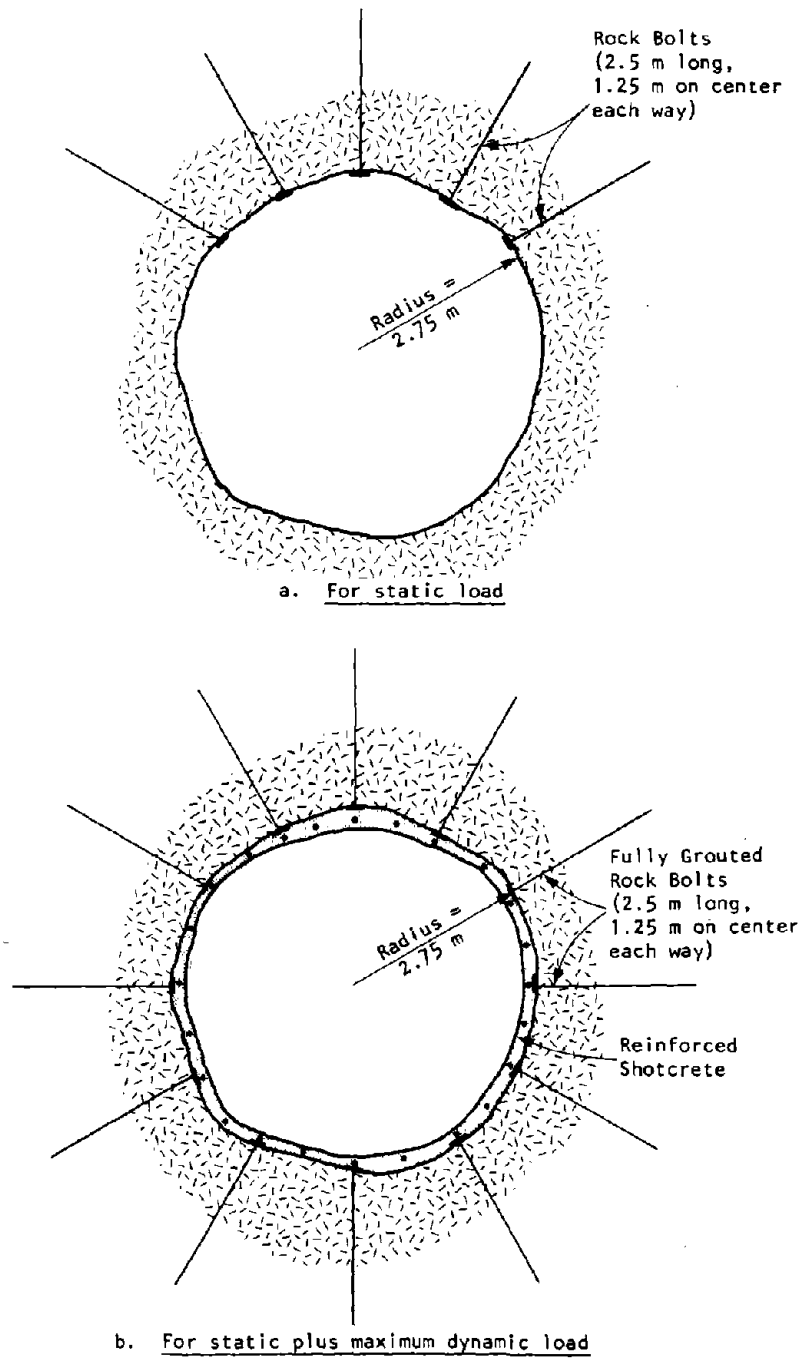 Rock Bolts
(2.5 m long,
1.25 m on center
each way)
Radius =
2.75 m
a. For static load
Fully Grouted
Rock Bolts
(2.5 m long,
1.25 m on center
each way)
Radius =
2.75 m
Reinforced
Shotcrete
b. For static plus maximum dynamic load